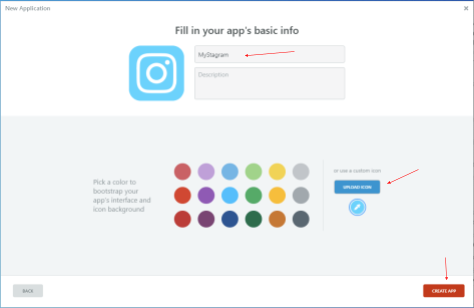 New Application
Fill in your app's basic info
MyStagram
Description
Pick a color to
bootstrap your
app's interface and
icon background
or use a custom icon
UPLOAD ICON
BACK
CREATE APP